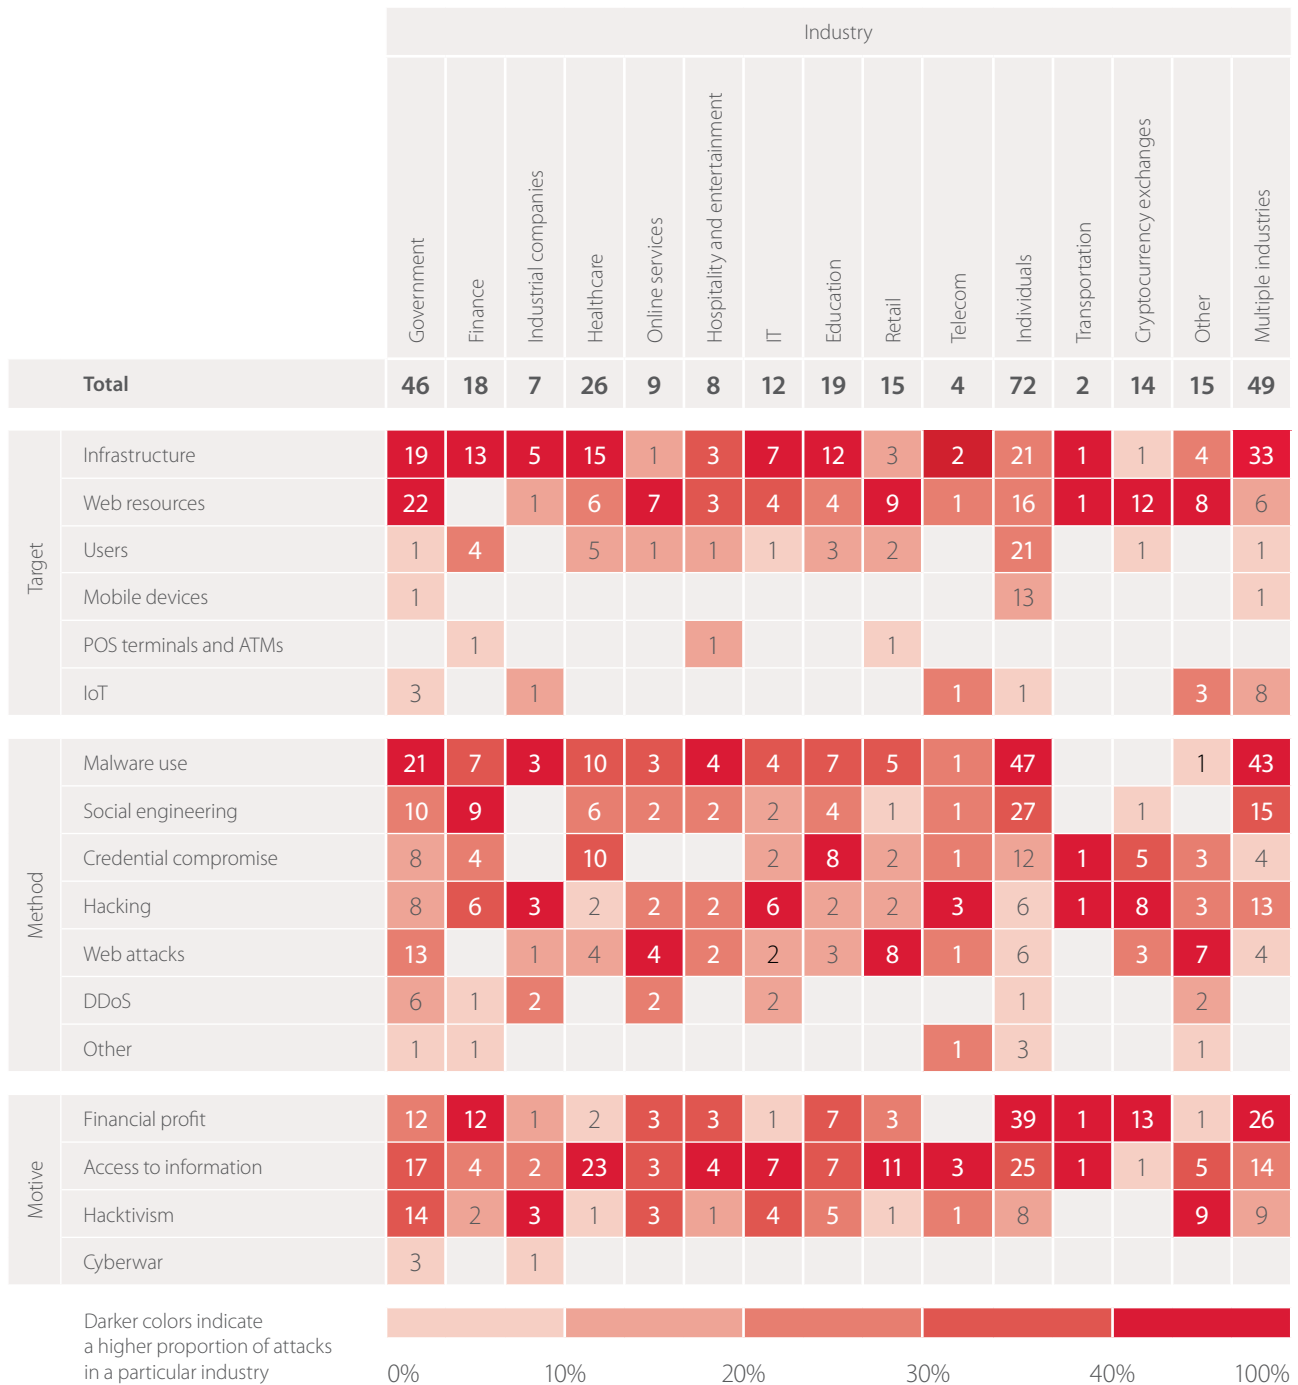 Industry
Government
Finance
Industrial companies
Healthcare
Online services
Hospitality and entertainment
IT
Education
Retail
Telecom
Individuals
Transportation
Cryptocurrency exchanges
Other
Multiple industries
Total 46 18 7 26 9 8 12 19 15 4 72 2 14 15 49
Target
Infrastructure 19 13 5 15 1 3 7 12 3 2 21 1 1 4 33
Web resources 22 1 6 7 3 4 4 9 1 16 1 12 8 6
Users 1 4 5 1 1 1 3 2 21 1 1
Mobile devices 1 13 1
POS terminals and ATMs 1 1 1
IoT 3 1 1 1 3 8
Method
Malware use 21 7 3 10 3 4 4 7 5 1 47 1 43
Social engineering 10 9 6 2 2 2 4 1 1 27 1 15
Credential compromise 8 4 10 2 8 2 1 12 1 5 3 4
Hacking 8 6 3 2 2 2 6 2 2 3 6 1 8 3 13
Web attacks 13 1 4 4 2 2 3 8 1 6 3 7 4
DDoS 6 1 2 2 2 1 2
Other 1 1 1 3 1
Motive
Financial profit 12 12 1 2 3 3 1 7 3 39 1 13 1 26
Access to information 17 4 2 23 3 4 7 7 11 3 25 1 1 5 14
Hacktivism 14 2 3 1 3 1 4 5 1 1 8 9 9
Cyberwar 3 1
Darker colors indicate
a higher proportion of attacks
in a particular industry
0% 10% 20% 30% 40% 100%